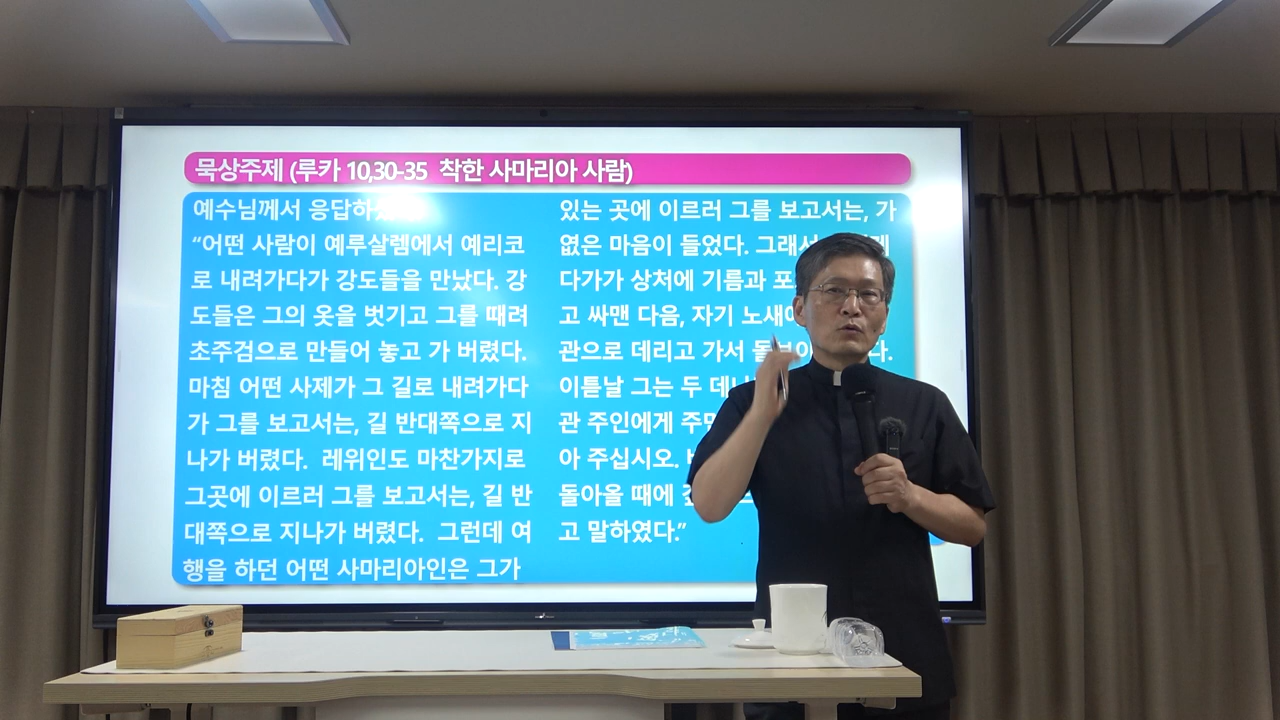 묵상주제 (루카 10,30-35 착한 사마리아 사람)
예수님께서 응답하
“어떤 사람이 예루살렘에서 예리코
로 내려가다가 강도들을 만났다. 강
도들은 그의 옷을 벗기고 그를 때려
초주검으로 만들어 놓고 가 버렸다.
마침 어떤 사제가 그 길로 내려가다
가 그를 보고서는, 길 반대쪽으로 지
나가 버렸다. 레위인도 마찬가지로
그곳에 이르러 그를 보고서는, 길 반
대쪽으로 지나가 버렸다. 그런데 여
행을 하던 어떤 사마리아인은 그가
있는 곳에 이르러 그를 보고서는, 가
엾은 마음이 들었다. 그래서
다가가 상처에 기름과
고 싸맨 다음, 자기 노새에
관으로 데리고 가서 돌보아
이튿날 그는 두
관 주인에게
아 주십시오.
돌아올 때에
고 말하였다.”